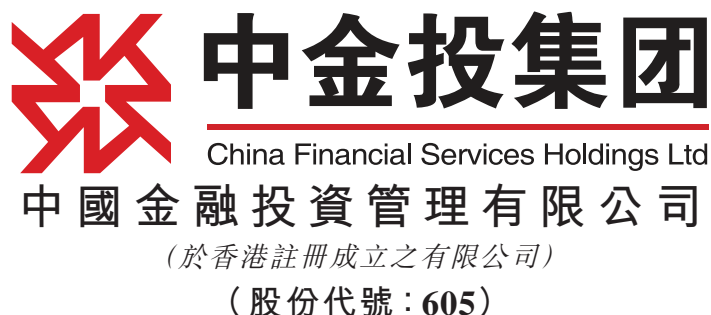 中金投集团
China Financial Services Holdings Ltd
中國金融投資管理有限公司
(於香港註冊成立之有限公司)
(股份代號：605)